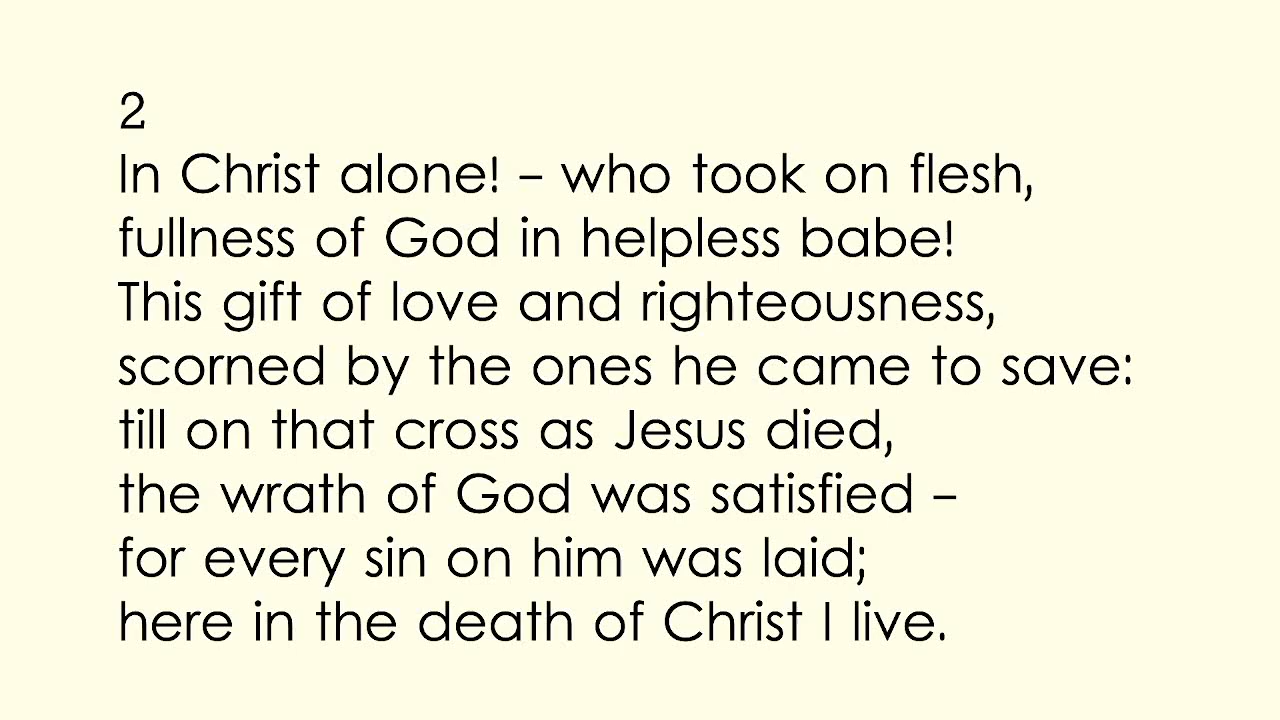 2
In Christ alone! – who took on flesh,
fullness of God in helpless babe!
This gift of love and righteousness,
scorned by the ones he came to save:
till on that cross as Jesus died,
the wrath of God was satisfied –
for every sin on him was laid;
here in the death of Christ I live.